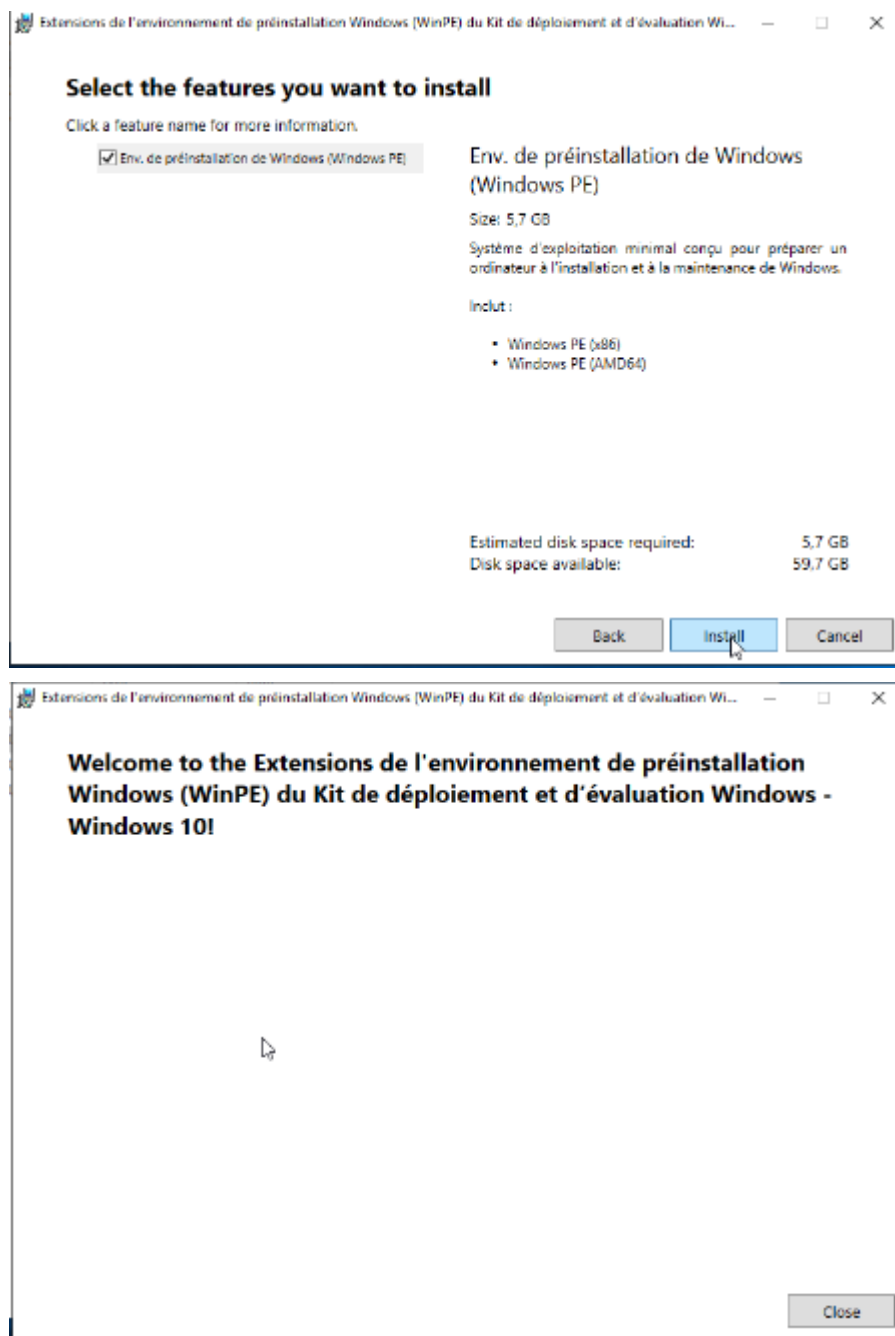 Extensions de l'environnement de préinstallation Windows (WinPE) du Kit de déploiement et d'évaluation Wi...
Select the features you want to install
Click a feature name for more information.
Env. de préinstallation de Windows (Windows PE)
Env. de préinstallation de Windows
(Windows PE)
Size: 5,7 GB
Système d'exploitation minimal conçu pour préparer un
ordinateur à l'installation et à la maintenance de Windows.
Inclut :
• Windows PE (x86)
• Windows PE (AMD64)
Estimated disk space required: 5,7 GB
Disk space available: 59,7 GB
Back Install Cancel
Extensions de l'environnement de préinstallation Windows (WinPE) du Kit de déploiement et d'évaluation Wi...
Welcome to the Extensions de l'environnement de préinstallation
Windows (WinPE) du Kit de déploiement et d'évaluation Windows -
Windows 10!
Close